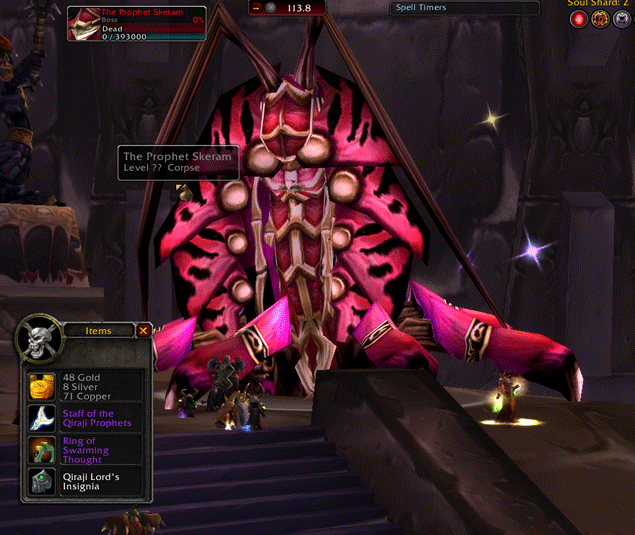 The Prophet Skeram
Boss 0%
Dead
0 / 393000
113.8
Spell Timers
Soul Shard: 2
The Prophet Skeram
Level ?? Corpse
Items
48 Gold
8 Silver
71 Copper
Staff of the
Qiraji Prophets
Ring of
Swarming
Thought
Qiraji Lord's
Insignia